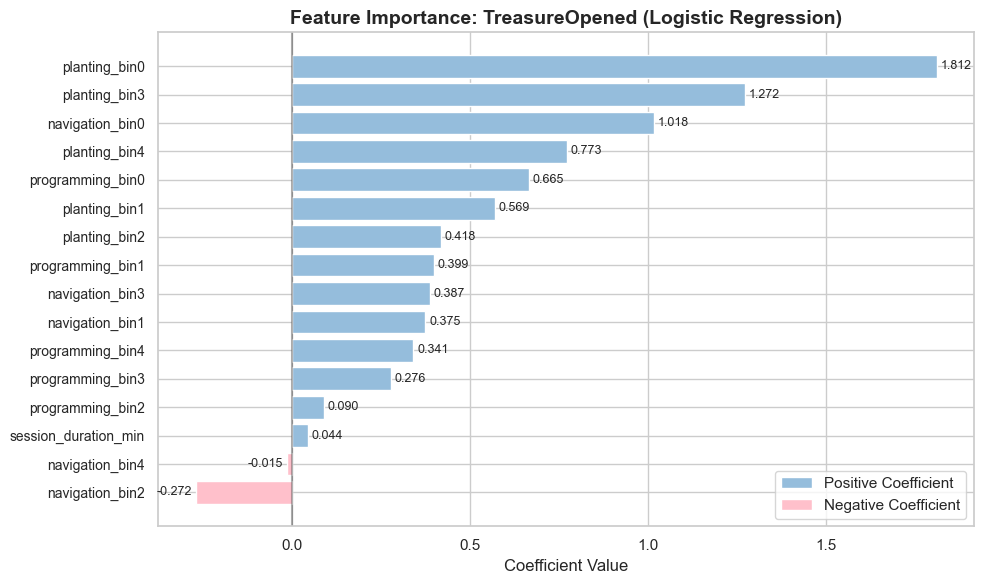 Feature Importance: TreasureOpened (Logistic Regression)
planting_bin0 1.812
planting_bin3 1.272
navigation_bin0 1.018
planting_bin4 0.773
programming_bin0 0.665
planting_bin1 0.569
planting_bin2 0.418
programming_bin1 0.399
navigation_bin3 0.387
navigation_bin1 0.375
programming_bin4 0.341
programming_bin3 0.276
programming_bin2 0.090
session_duration_min 0.044
navigation_bin4 -0.015
navigation_bin2 -0.272
Positive Coefficient
Negative Coefficient
0.0 0.5 1.0 1.5
Coefficient Value